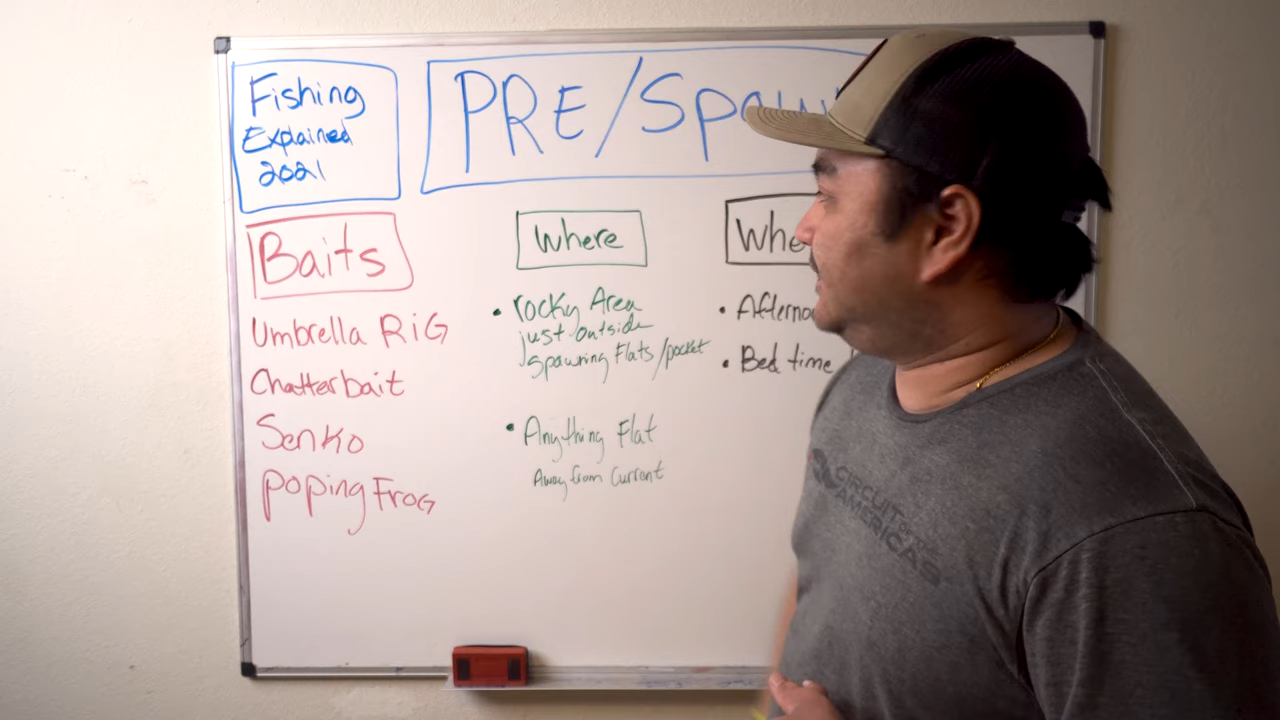 Fishing
Explained
2021
PRE/Spaw
Baits
Umbrella RiG
Chatterbait
Senko
Poping Frog
Where
• rocky Area
just outside
spawning Flats/pocket
• Anything Flat
Away from Current
Whe
• Afterno
• Bed time
CIRCUIT OF THE
AMERICAS